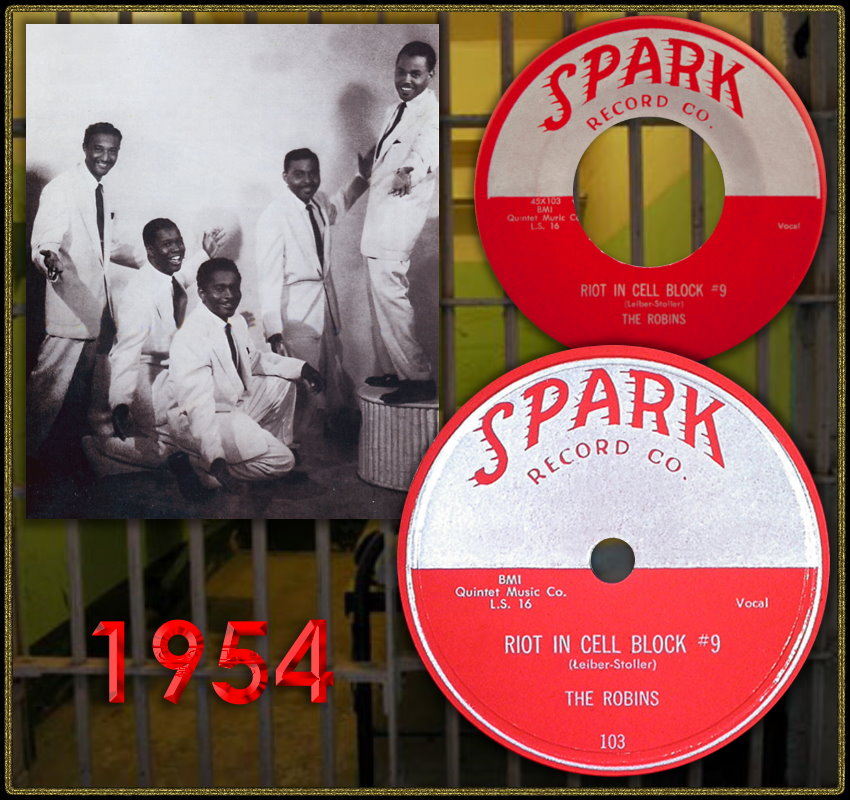 SPARK
RECORD CO.
45X103
BMI
Quintet Music Co
L.S. 16
Vocal
RIOT IN CELL BLOCK #9
(Leiber-Stoller)
THE ROBINS
SPARK
RECORD CO.
BMI
Quintet Music Co.
L.S. 16
Vocal
RIOT IN CELL BLOCK #9
(Leiber-Stoller)
THE ROBINS
103
1954